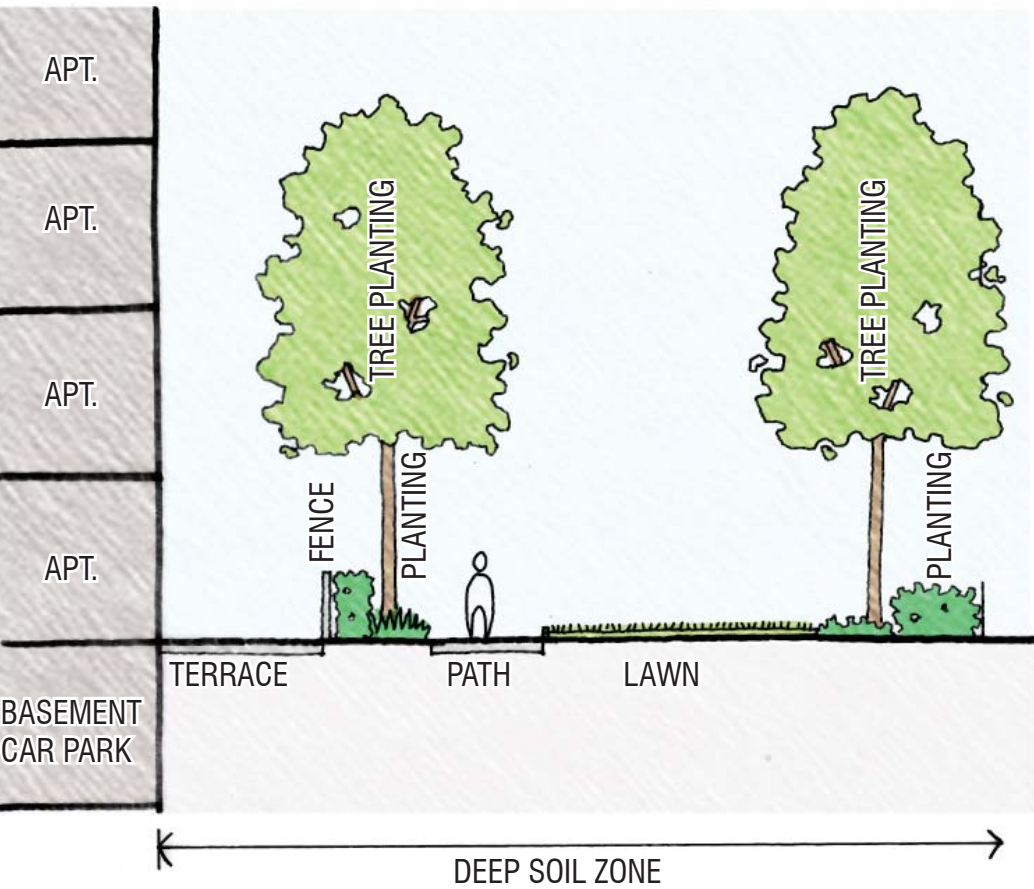 APT.
APT.
APT.
APT.
TREE PLANTING
TREE PLANTING
FENCE
PLANTING
PLANTING
TERRACE
PATH
LAWN
BASEMENT
CAR PARK
DEEP SOIL ZONE